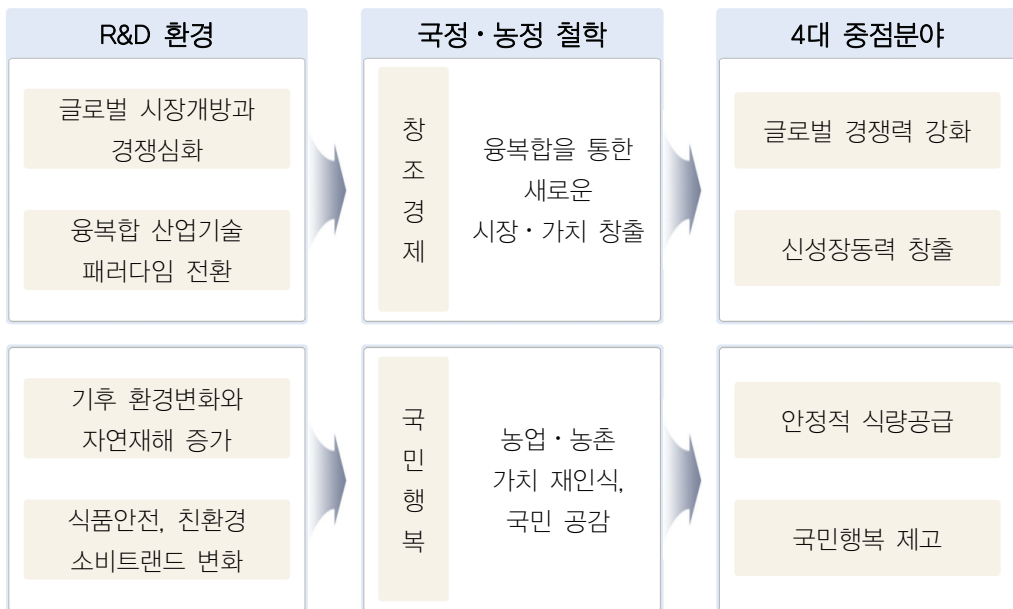 R&D 환경
국정・농정 철학
4대 중점분야
글로벌 시장개방과
경쟁심화
융복합 산업기술
패러다임 전환
창
조
경
제
융복합을 통한
새로운
시장・가치 창출
글로벌 경쟁력 강화
신성장동력 창출
기후 환경변화와
자연재해 증가
식품안전, 친환경
소비트랜드 변화
국
민
행
복
농업・농촌
가치 재인식,
국민 공감
안정적 식량공급
국민행복 제고